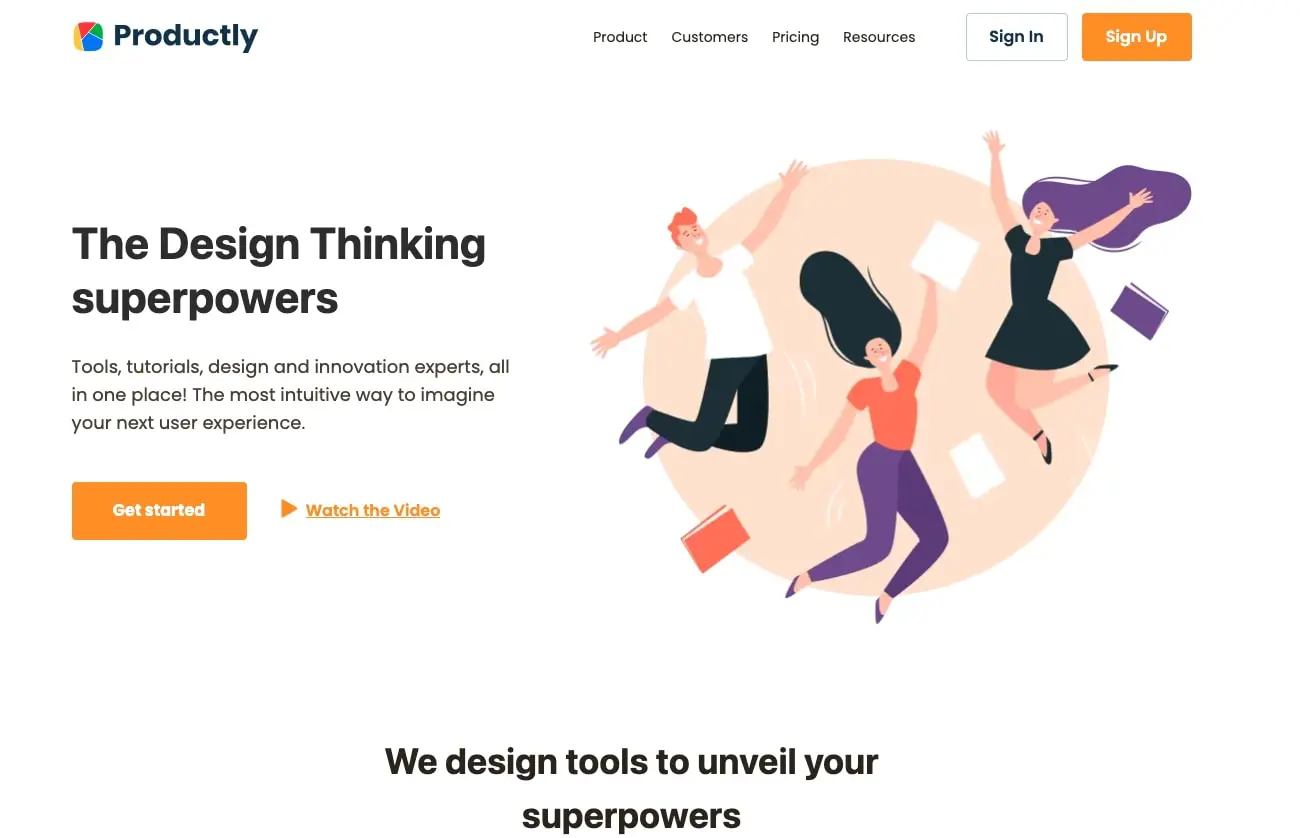 Productly
Product
Customers
Pricing
Resources
Sign In
Sign Up
The Design Thinking
superpowers
Tools, tutorials, design and innovation experts, all
in one place! The most intuitive way to imagine
your next user experience.
Get started
Watch the Video
We design tools to unveil your
superpowers